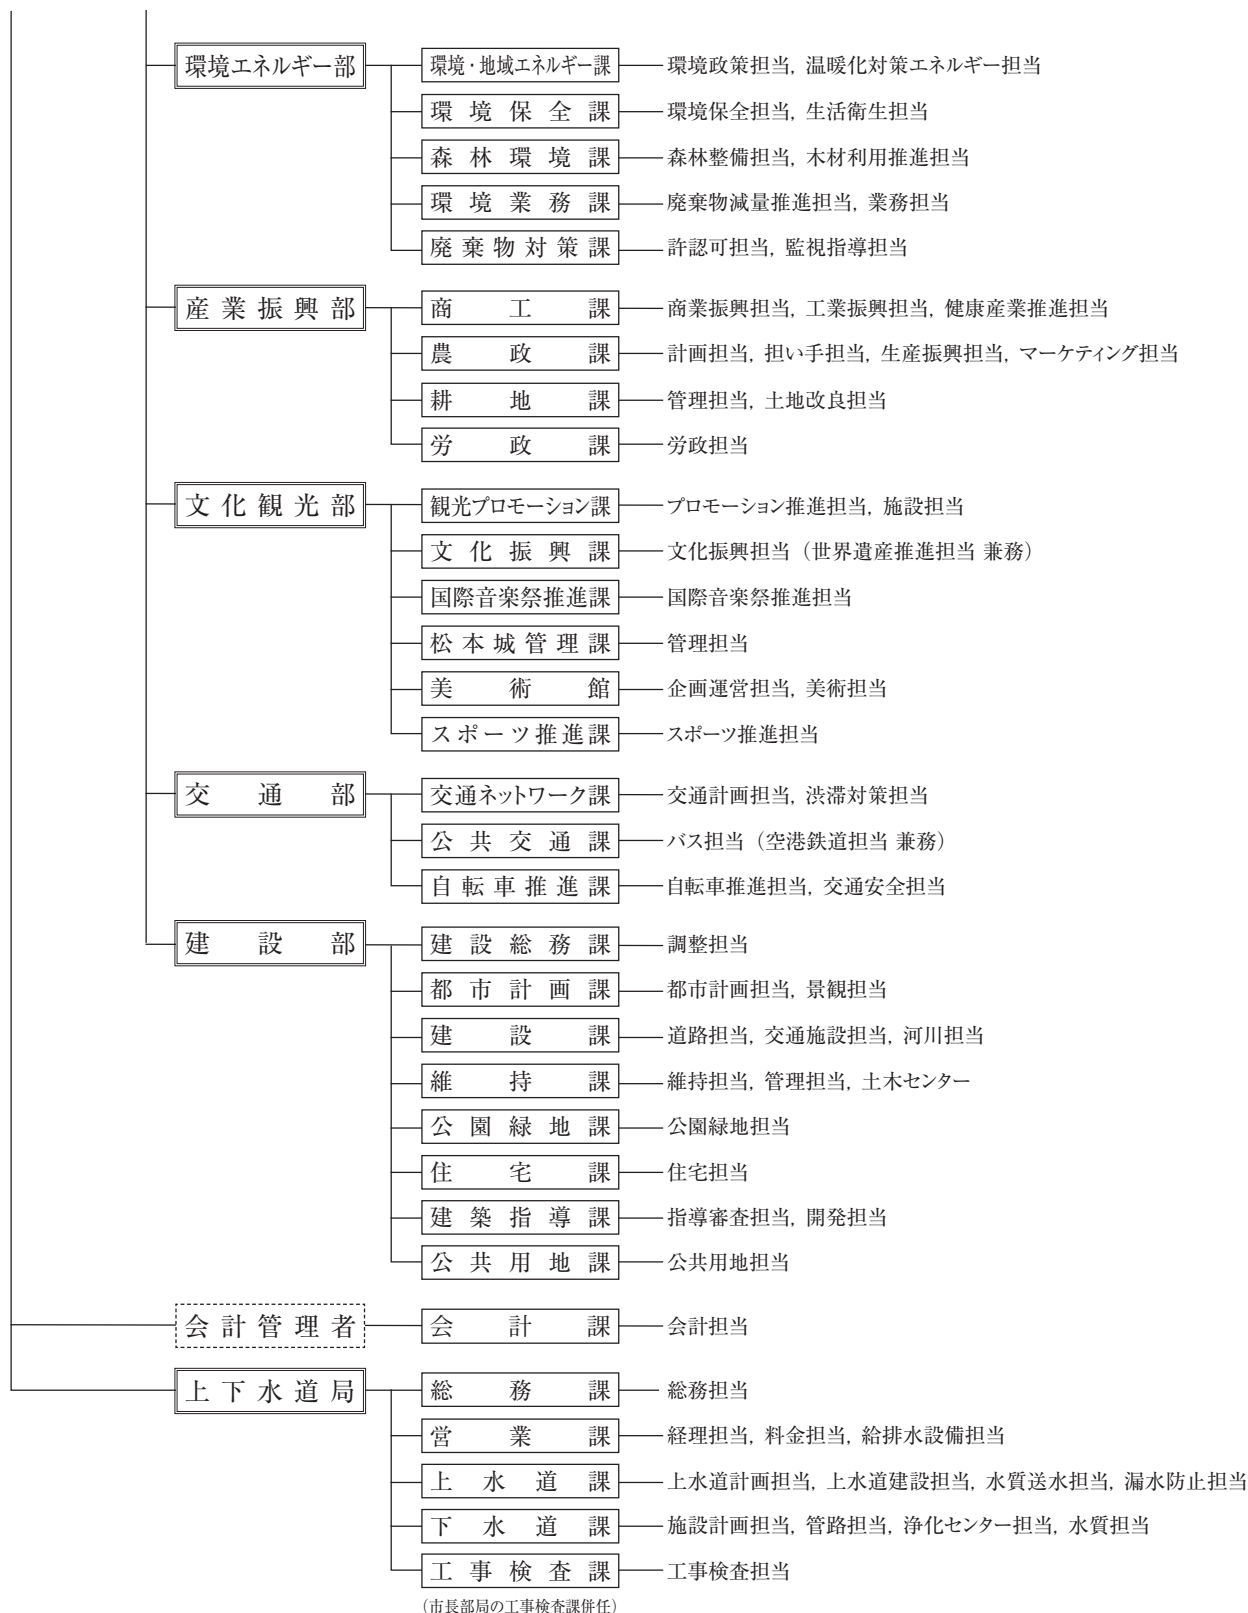 環境エネルギー部 環境・地域エネルギー課 環境政策担当, 温暖化対策エネルギー担当
環境保全課 環境保全担当, 生活衛生担当
森林環境課 森林整備担当, 木材利用推進担当
環境業務課 廃棄物減量推進担当, 業務担当
廃棄物対策課 許認可担当, 監視指導担当
産業振興部 商工課 商業振興担当, 工業振興担当, 健康産業推進担当
農政課 計画担当, 担い手担当, 生産振興担当, マーケティング担当
耕地課 管理担当, 土地改良担当
労政課 労政担当
文化観光部 観光プロモーション課 プロモーション推進担当, 施設担当
文化振興課 文化振興担当（世界遺産推進担当 兼務）
国際音楽祭推進課 国際音楽祭推進担当
松本城管理課 管理担当
美術館 企画運営担当, 美術担当
スポーツ推進課 スポーツ推進担当
交通部 交通ネットワーク課 交通計画担当, 渋滞対策担当
公共交通課 バス担当（空港鉄道担当 兼務）
自転車推進課 自転車推進担当, 交通安全担当
建設部 建設総務課 調整担当
都市計画課 都市計画担当, 景観担当
建設課 道路担当, 交通施設担当, 河川担当
維持課 維持担当, 管理担当, 土木センター
公園緑地課 公園緑地担当
住宅課 住宅担当
建築指導課 指導審査担当, 開発担当
公共用地課 公共用地担当
会計管理者 会計課 会計担当
上下水道局 総務課 総務担当
営業課 経理担当, 料金担当, 給排水設備担当
上水道課 上水道計画担当, 上水道建設担当, 水質送水担当, 漏水防止担当
下水道課 施設計画担当, 管路担当, 浄化センター担当, 水質担当
工事検査課 工事検査担当
（市長部局の工事検査課併任）